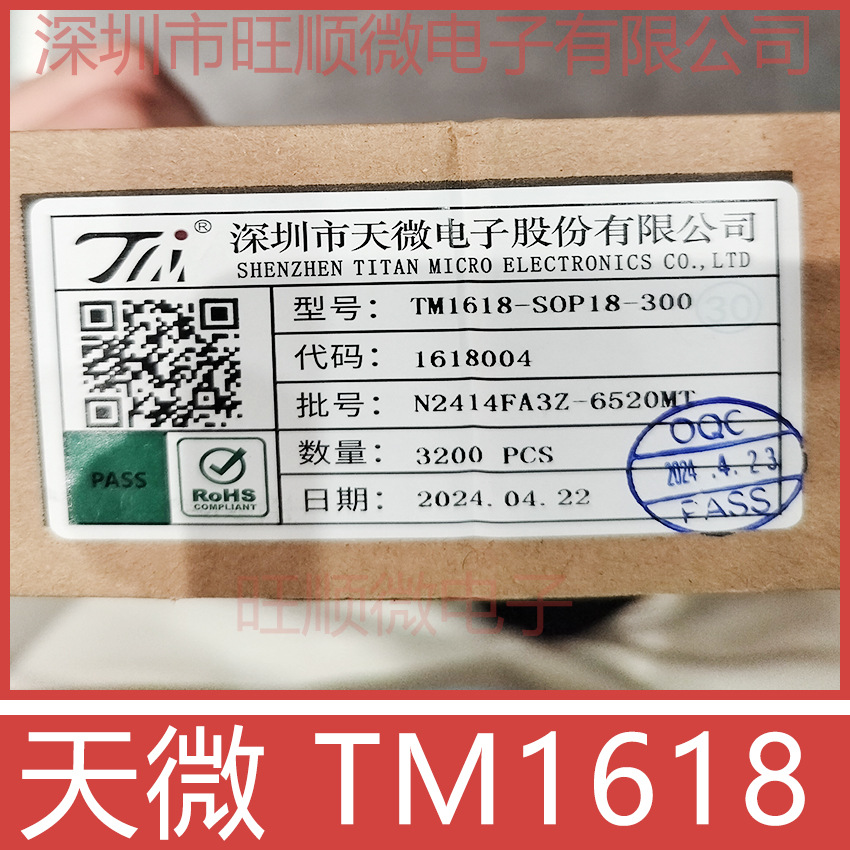 深圳市旺顺微电子有限公司
TMi®
深圳市天微电子股份有限公司
SHENZHEN TITAN MICRO ELECTRONICS CO.,LTD
型号: TM1618-SOP18-300
30
代码: 1618004
批号: N2414FA3Z-6520MT
OQC
数量: 3200 PCS
2024.4.23
PASS
RoHS
COMPLIANT
日期: 2024.04.22
PASS
旺顺微电子
天微 TM1618